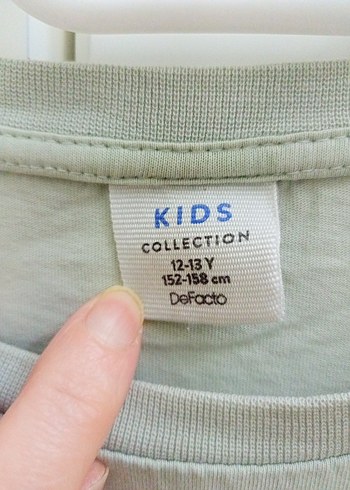 KIDS
COLLECTION
12-13 Y
152-158 cm
DeFacto